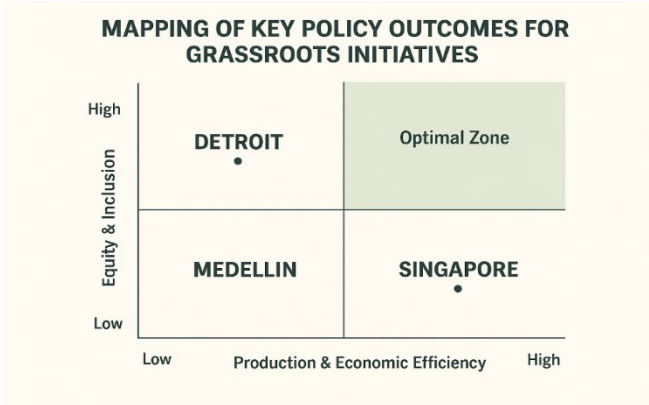 MAPPING OF KEY POLICY OUTCOMES FOR
GRASSROOTS INITIATIVES
High
DETROIT
Optimal Zone
Equity & Inclusion
MEDELLIN
SINGAPORE
Low
Low
Production & Economic Efficiency
High